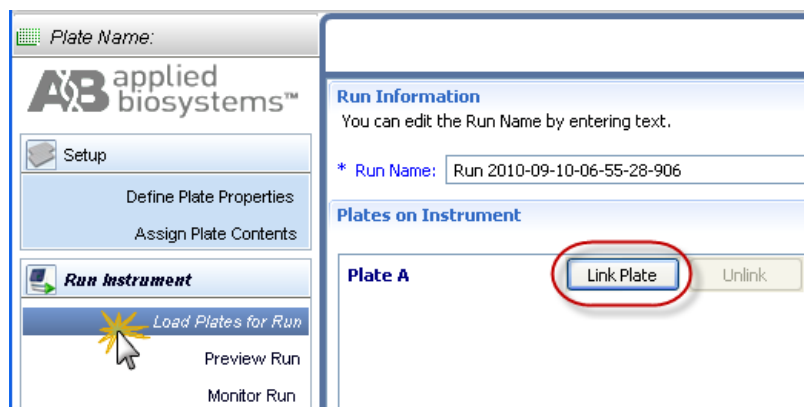 Plate Name:
AB applied
biosystems™
Setup
Define Plate Properties
Assign Plate Contents
Run Instrument
Load Plates for Run
Preview Run
Monitor Run
Run Information
You can edit the Run Name by entering text.
* Run Name: Run 2010-09-10-06-55-28-906
Plates on Instrument
Plate A Link Plate Unlink